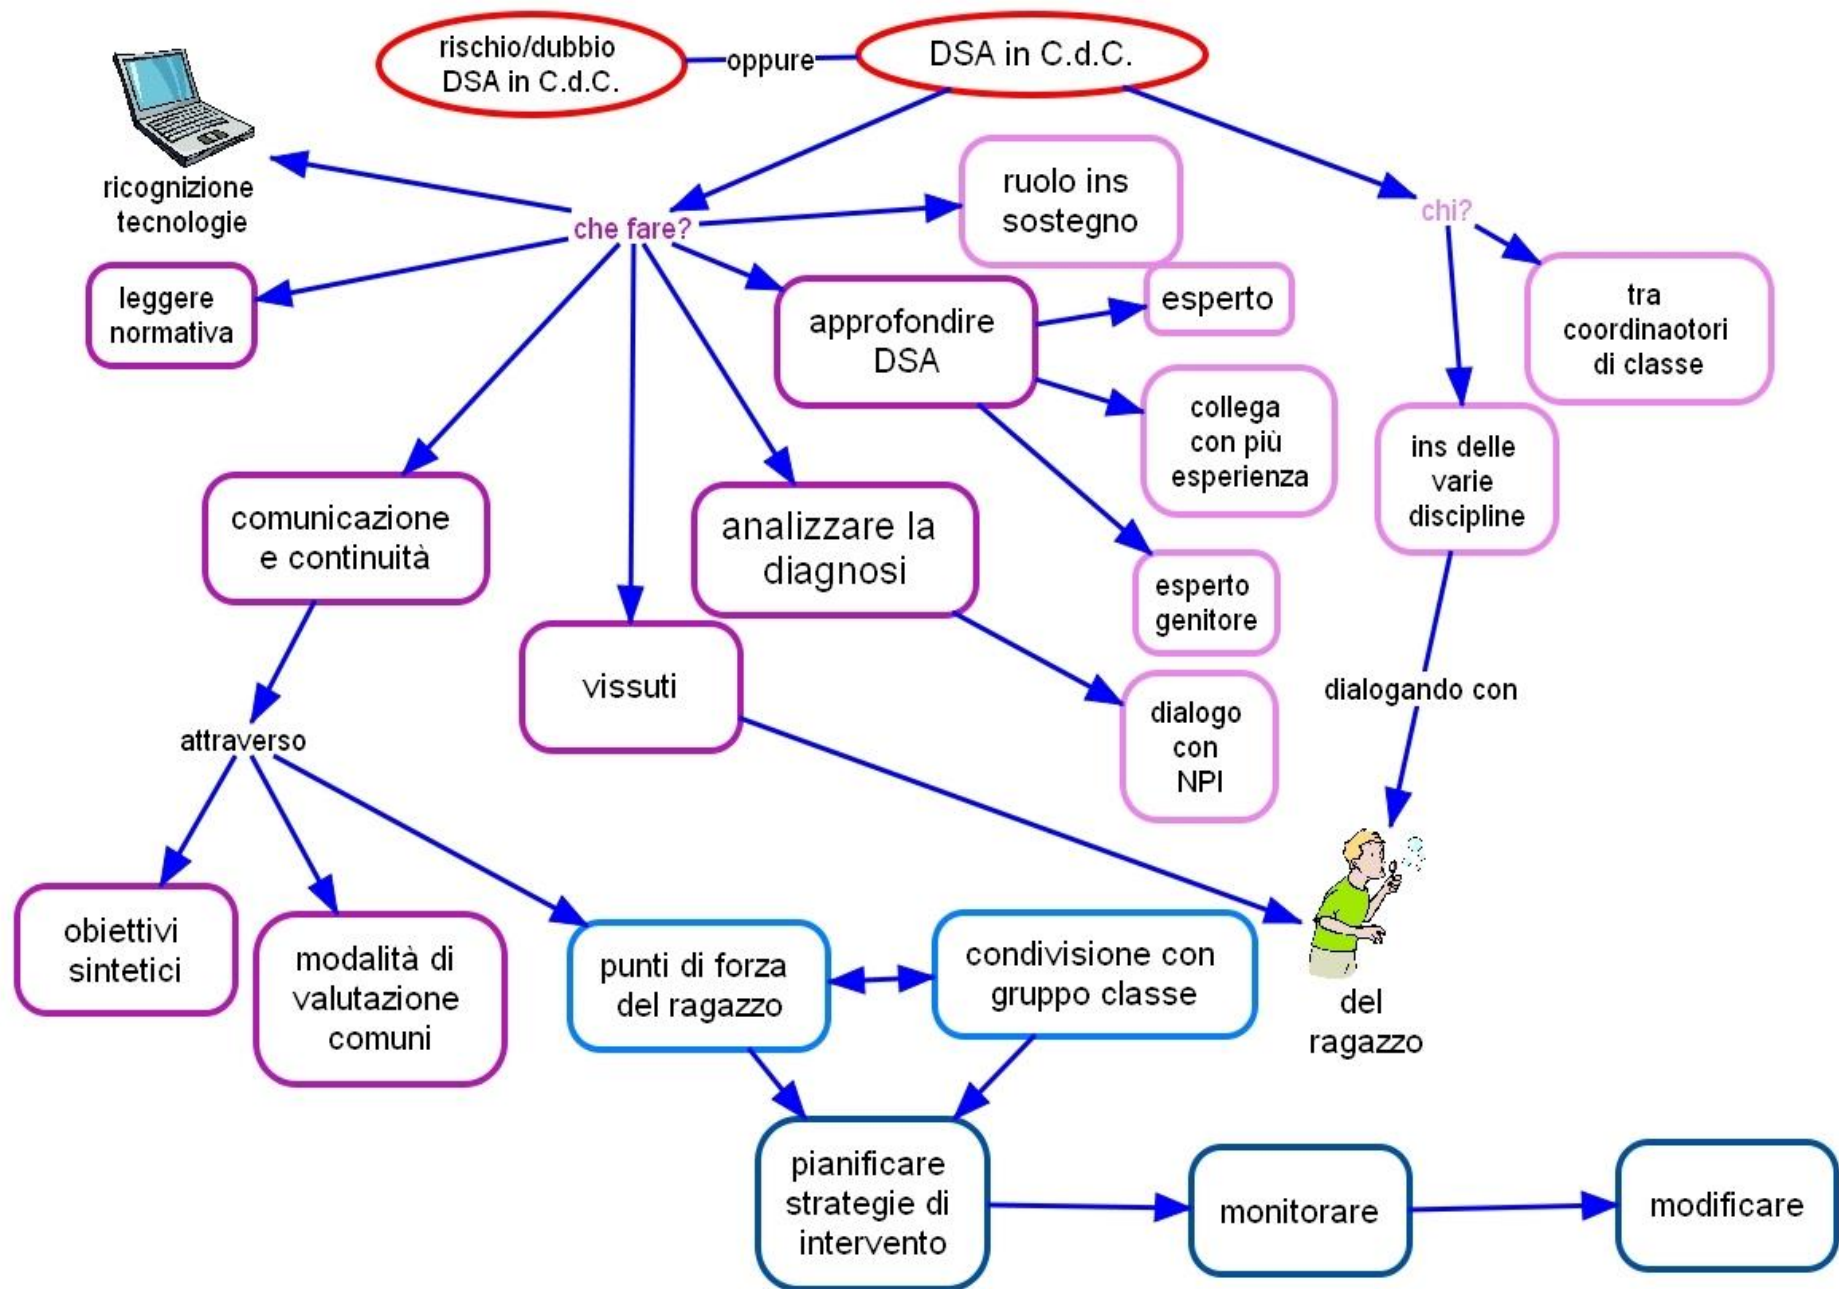 rischio/dubbio
DSA in C.d.C.
oppure
DSA in C.d.C.
ricognizione
tecnologie
che fare?
ruolo ins
sostegno
chi?
leggere
normativa
approfondire
DSA
esperto
tra
coordinaotori
di classe
collega
con più
esperienza
ins delle
varie
discipline
comunicazione
e continuità
analizzare la
diagnosi
esperto
genitore
vissuti
dialogo
con
NPI
dialogando con
attraverso
obiettivi
sintetici
modalità di
valutazione
comuni
punti di forza
del ragazzo
condivisione con
gruppo classe
del
ragazzo
pianificare
strategie di
intervento
monitorare
modificare